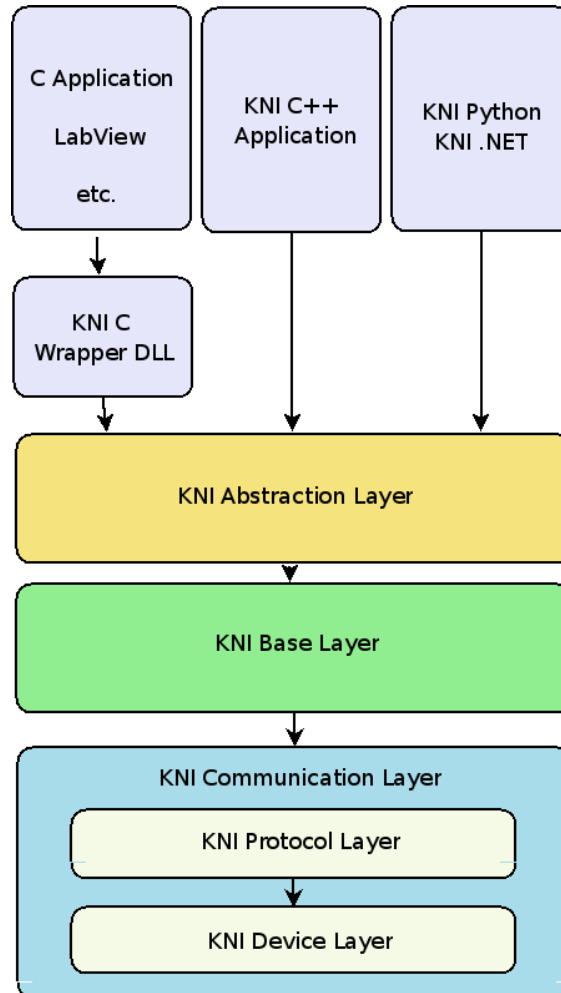 C Application
LabView
etc.
KNI C++
Application
KNI Python
KNI .NET
KNI C
Wrapper DLL
KNI Abstraction Layer
KNI Base Layer
KNI Communication Layer
KNI Protocol Layer
KNI Device Layer